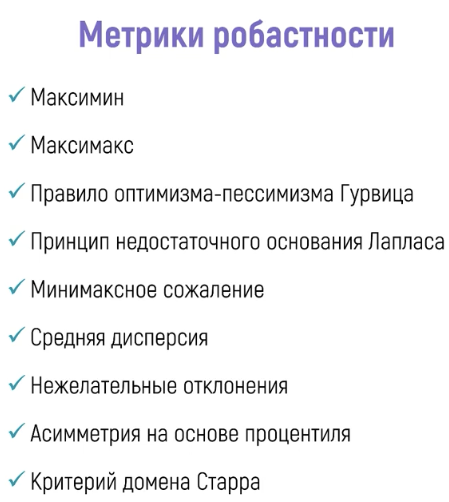 Метрики робастности
Максимин
Максимакс
Правило оптимизма-пессимизма Гурвица
Принцип недостаточного основания Лапласа
Минимаксное сожаление
Средняя дисперсия
Нежелательные отклонения
Асимметрия на основе процентиля
Критерий домена Старра